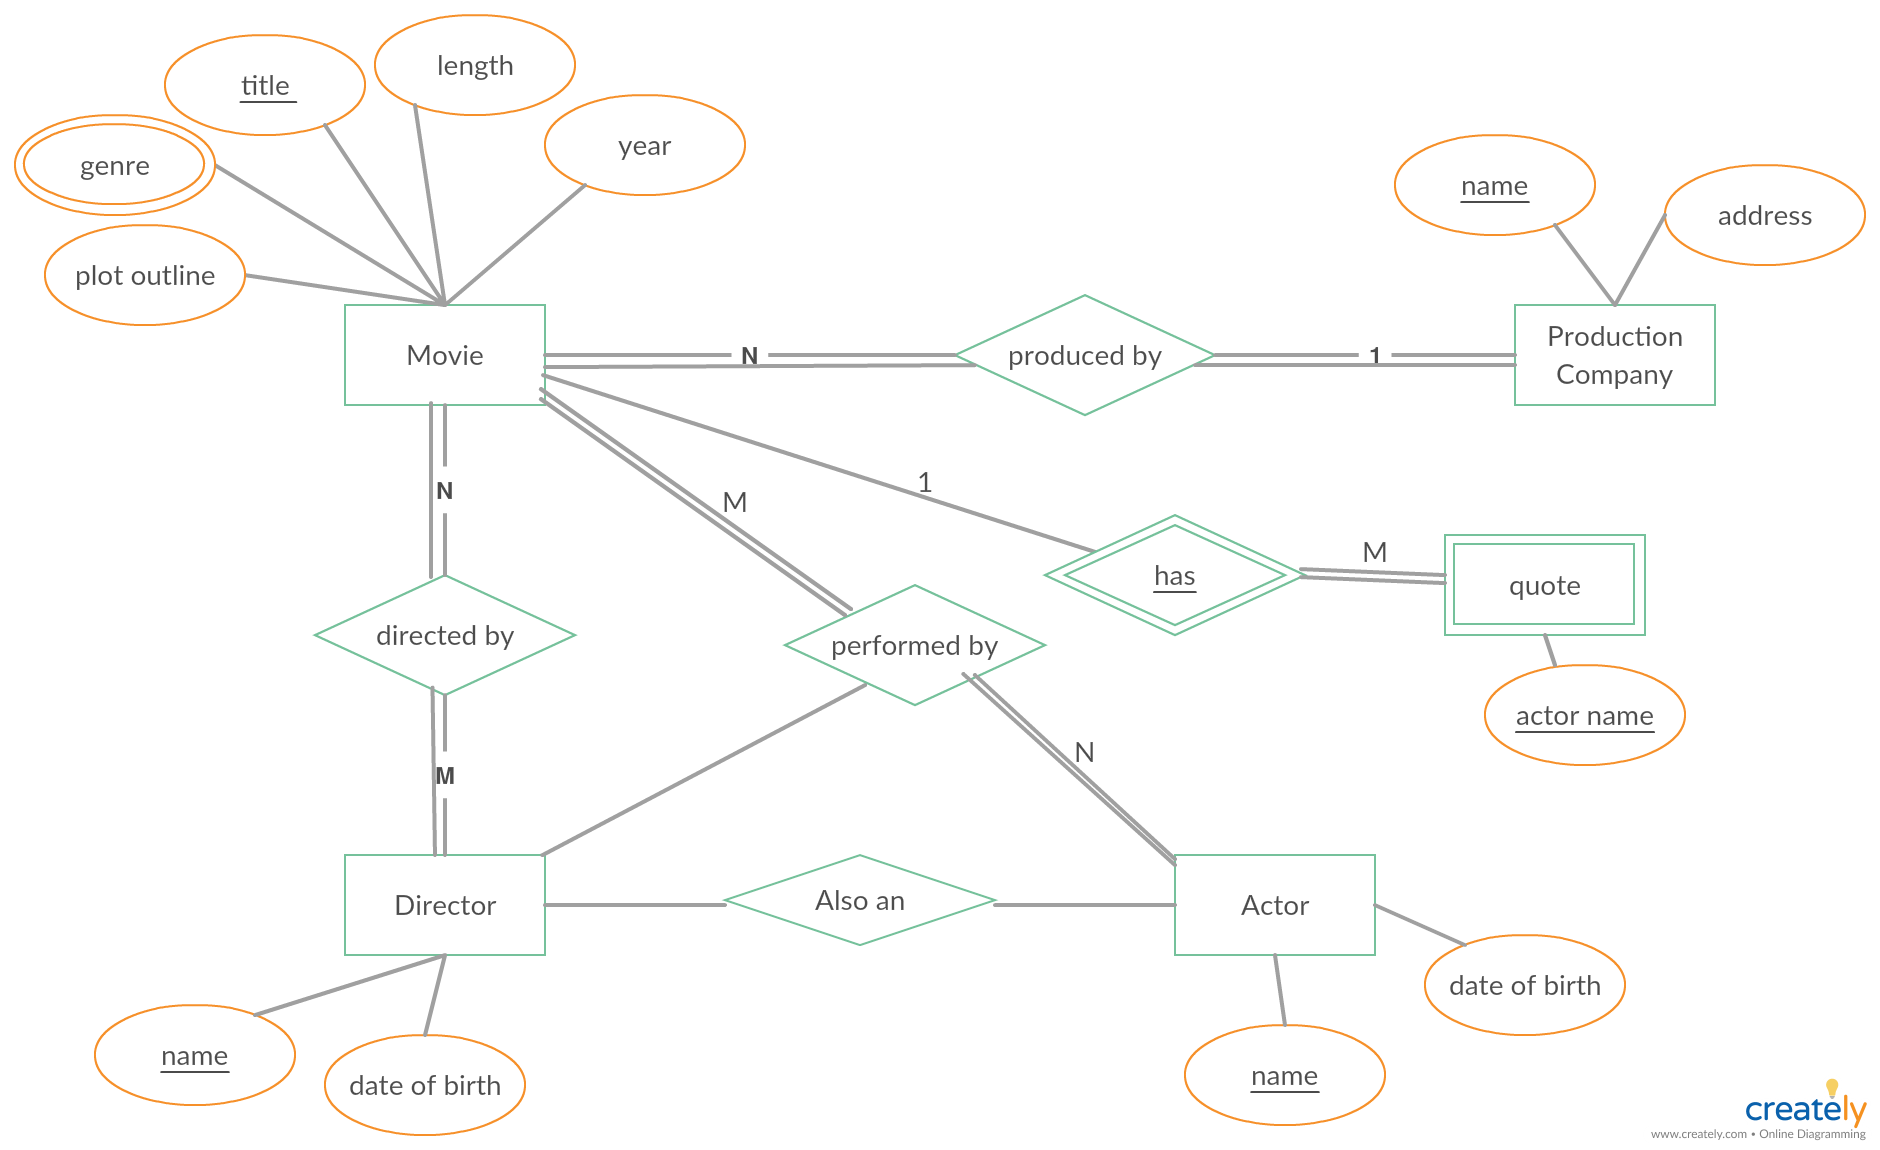 length
title
year
genre
name
address
plot outline
Movie
N
produced by
1
Production
Company
1
N
M
M
has
quote
directed by
performed by
actor name
N
M
Director
Also an
Actor
date of birth
name
date of birth
name
creately
www.creately.com • Online Diagramming